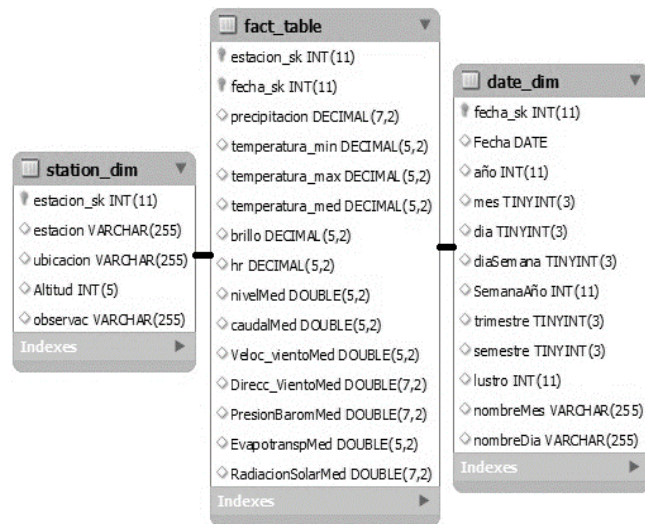 station_dim
estacion_sk INT(11)
estacion VARCHAR(255)
ubicacion VARCHAR(255)
Altitud INT(5)
observac VARCHAR(255)
Indexes
fact_table
estacion_sk INT(11)
fecha_sk INT(11)
precipitacion DECIMAL(7,2)
temperatura_min DECIMAL(5,2)
temperatura_max DECIMAL(5,2)
temperatura_med DECIMAL(5,2)
brillo DECIMAL(5,2)
hr DECIMAL(5,2)
nivelMed DOUBLE(5,2)
caudalMed DOUBLE(5,2)
Veloc_vientoMed DOUBLE(5,2)
Direcc_VientoMed DOUBLE(7,2)
PresionBaromMed DOUBLE(7,2)
EvapotranspMed DOUBLE(5,2)
RadiacionSolarMed DOUBLE(7,2)
Indexes
date_dim
fecha_sk INT(11)
Fecha DATE
año INT(11)
mes TINYINT(3)
dia TINYINT(3)
diaSemana TINYINT(3)
SemanaAño INT(11)
trimestre TINYINT(3)
semestre TINYINT(3)
lustro INT(11)
nombreMes VARCHAR(255)
nombreDia VARCHAR(255)
Indexes